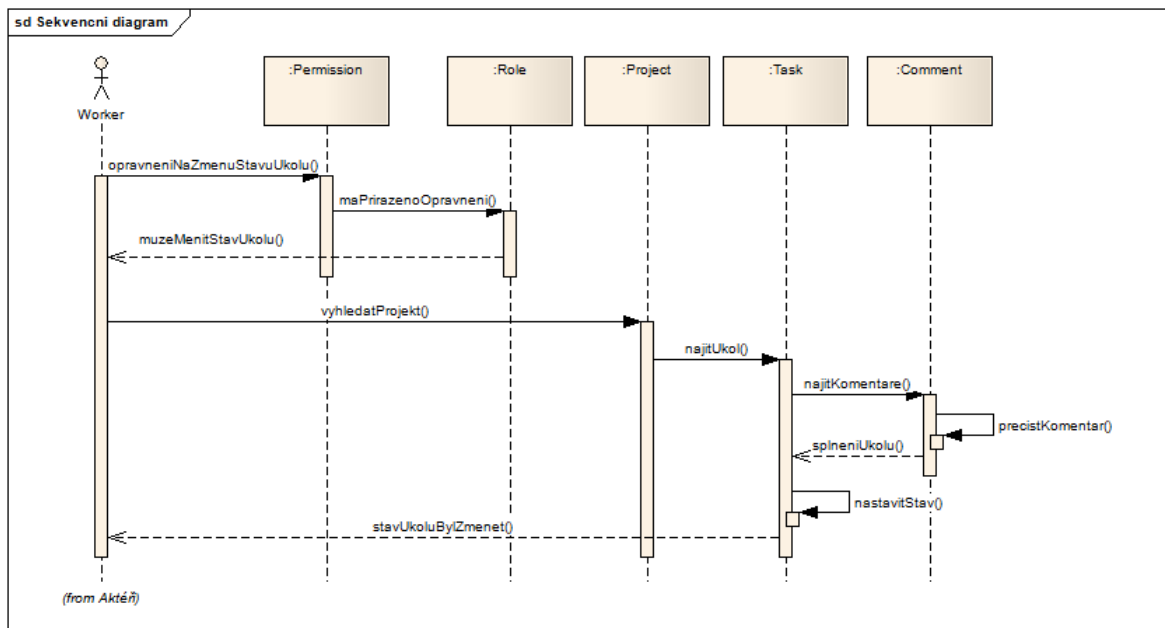 sd Sekvencni diagram
Worker
:Permission
:Role
:Project
:Task
:Comment
opravneniNaZmenuStavuUkolu()
maPrirazenoOpravneni()
muzeMenitStavUkolu()
vyhledatProjekt()
najitUkol()
najitKomentare()
precistKomentar()
splneniUkolu()
nastavitStav()
stavUkoluBylZmenet()
(from Aktéři)